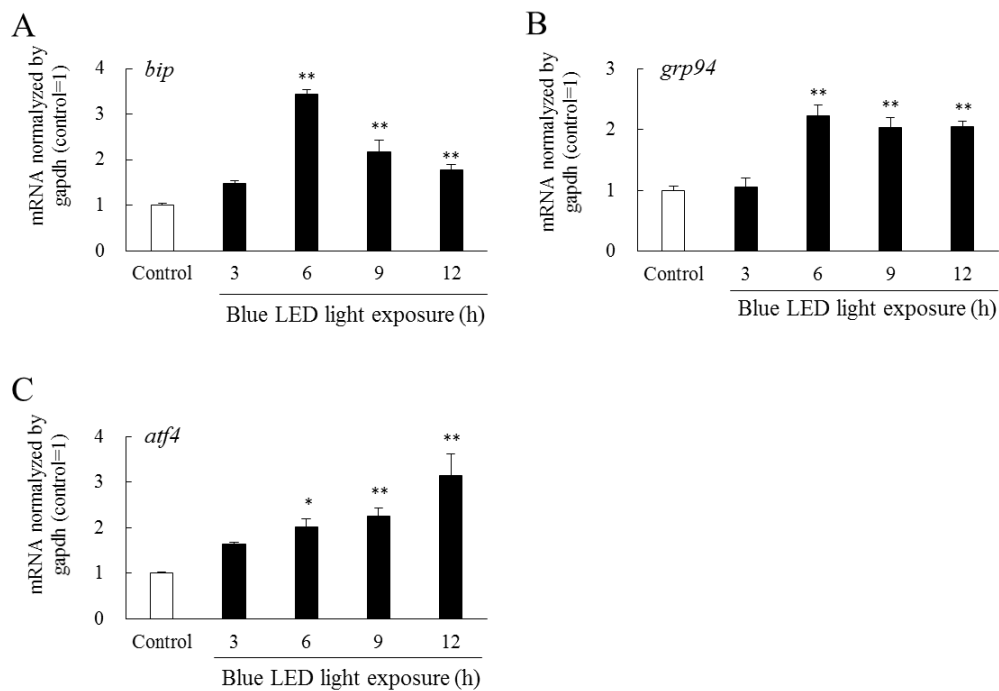 A
mRNA normalized by
gapdh (control=1)
4
3
2
1
0
bip
**
**
**
Control 3 6 9 12
Blue LED light exposure (h)
B
mRNA normalized by
gapdh (control=1)
3
2
1
0
grp94
**
**
**
Control 3 6 9 12
Blue LED light exposure (h)
C
mRNA normalized by
gapdh (control=1)
4
3
2
1
0
atf4
*
**
**
Control 3 6 9 12
Blue LED light exposure (h)